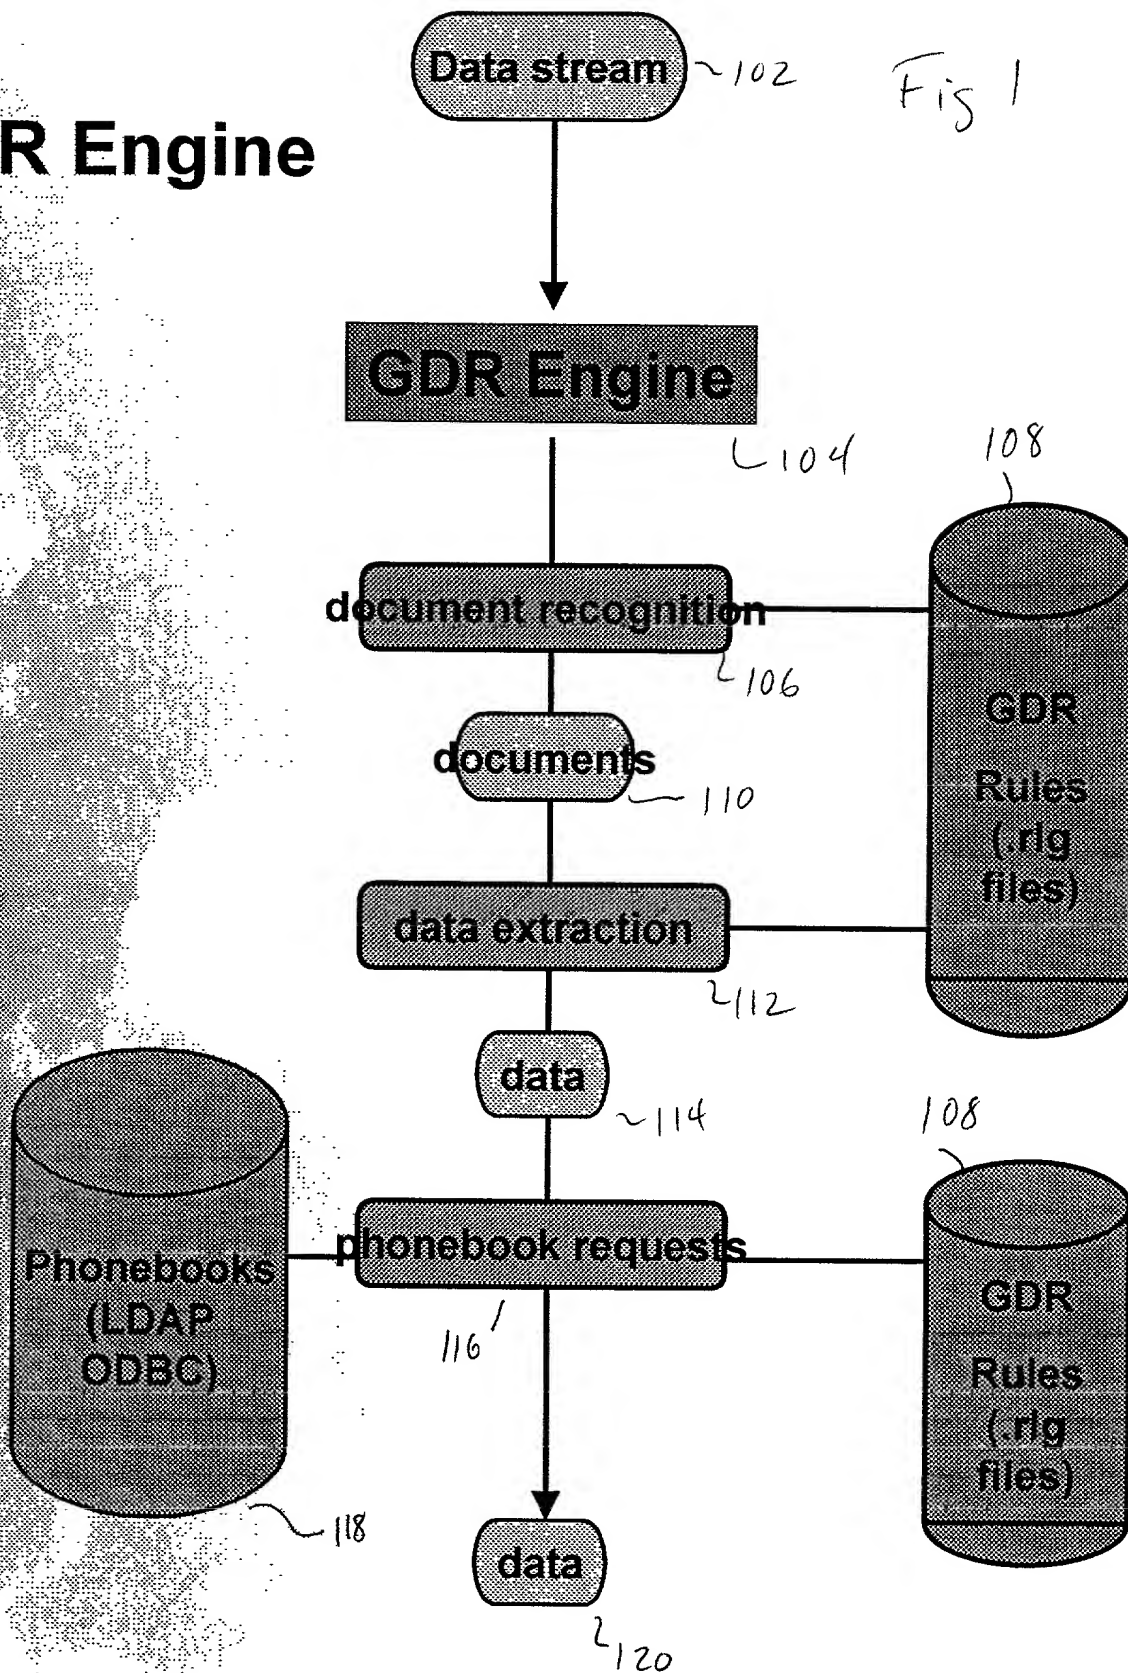 Data stream
102
Fig 1
R Engine
GDR Engine
104
108
document recognition
106
GDR
Rules
(.rlg
files)
documents
110
data extraction
112
data
114
108
Phonebooks
(LDAP
ODBC)
phonebook requests
116
GDR
Rules
(.rlg
files)
118
data
120